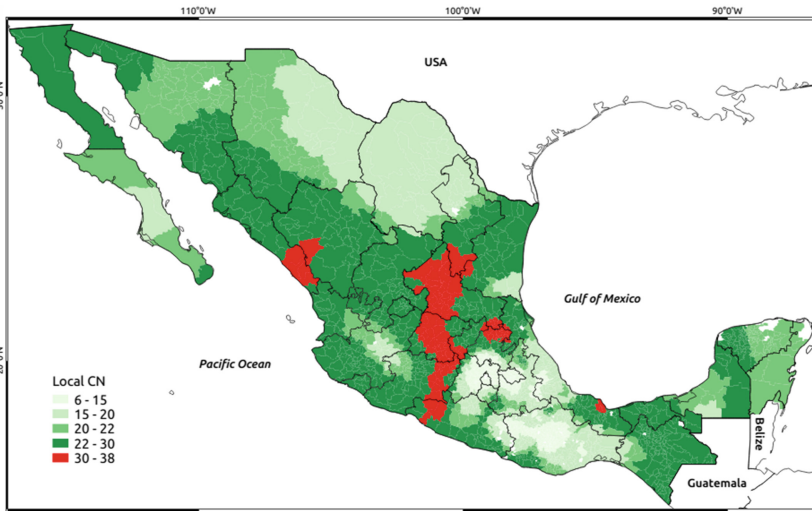 110°0'W 100°0'W 90°0'W
USA
Gulf of Mexico
Pacific Ocean
Local CN
6 - 15
15 - 20
20 - 22
22 - 30
30 - 38
Belize
Guatemala